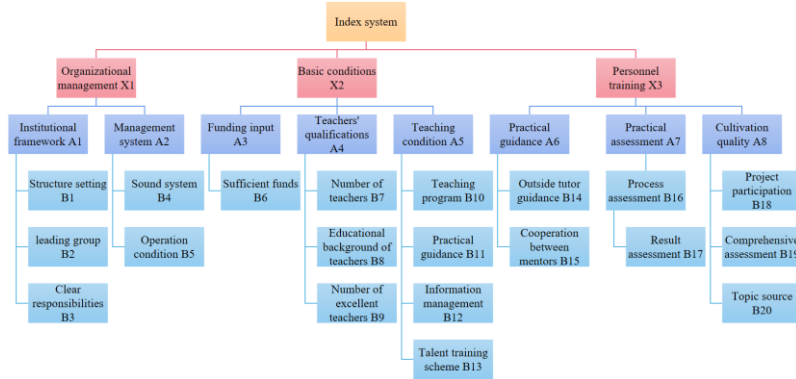 Index system
Organizational
management X1
Basic conditions
X2
Personnel
training X3
Institutional
framework A1
Management
system A2
Funding input
A3
Teachers'
qualifications
A4
Teaching
condition A5
Practical
guidance A6
Practical
assessment A7
Cultivation
quality A8
Structure setting
B1
leading group
B2
Clear
responsibilities
B3
Sound system
B4
Operation
condition B5
Sufficient funds
B6
Number of
teachers B7
Educational
background of
teachers B8
Number of
excellent
teachers B9
Teaching
program B10
Practical
guidance B11
Information
management
B12
Talent training
scheme B13
Outside tutor
guidance B14
Cooperation
between
mentors B15
Process
assessment B16
Result
assessment B17
Project
participation
B18
Comprehensive
assessment B19
Topic source
B20